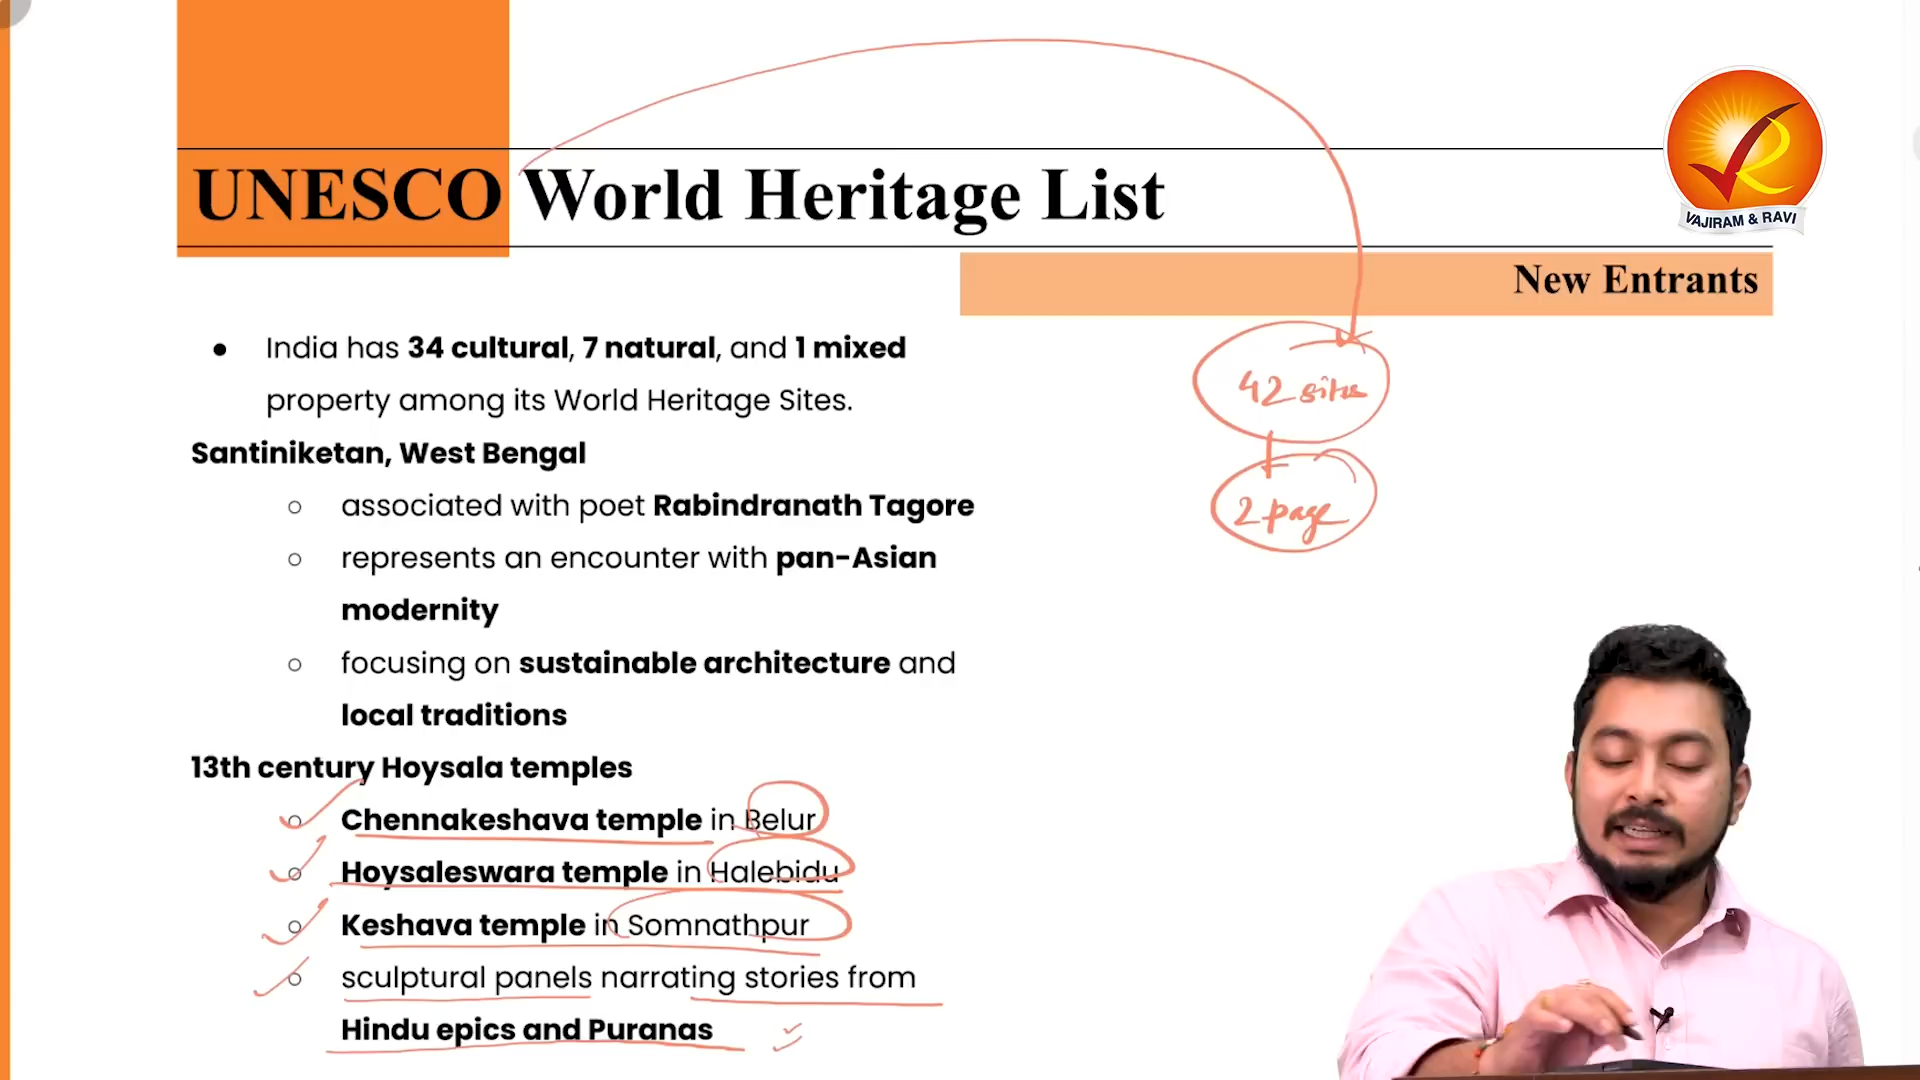 UNESCO World Heritage List
VAJIRAM & RAVI
New Entrants
● India has 34 cultural, 7 natural, and 1 mixed
property among its World Heritage Sites.
42 sites
Santiniketan, West Bengal
○ associated with poet Rabindranath Tagore
2 page
○ represents an encounter with pan-Asian
modernity
○ focusing on sustainable architecture and
local traditions
13th century Hoysala temples
○ Chennakeshava temple in Belur
○ Hoysaleswara temple in Halebidu
○ Keshava temple in Somnathpur
○ sculptural panels narrating stories from
Hindu epics and Puranas